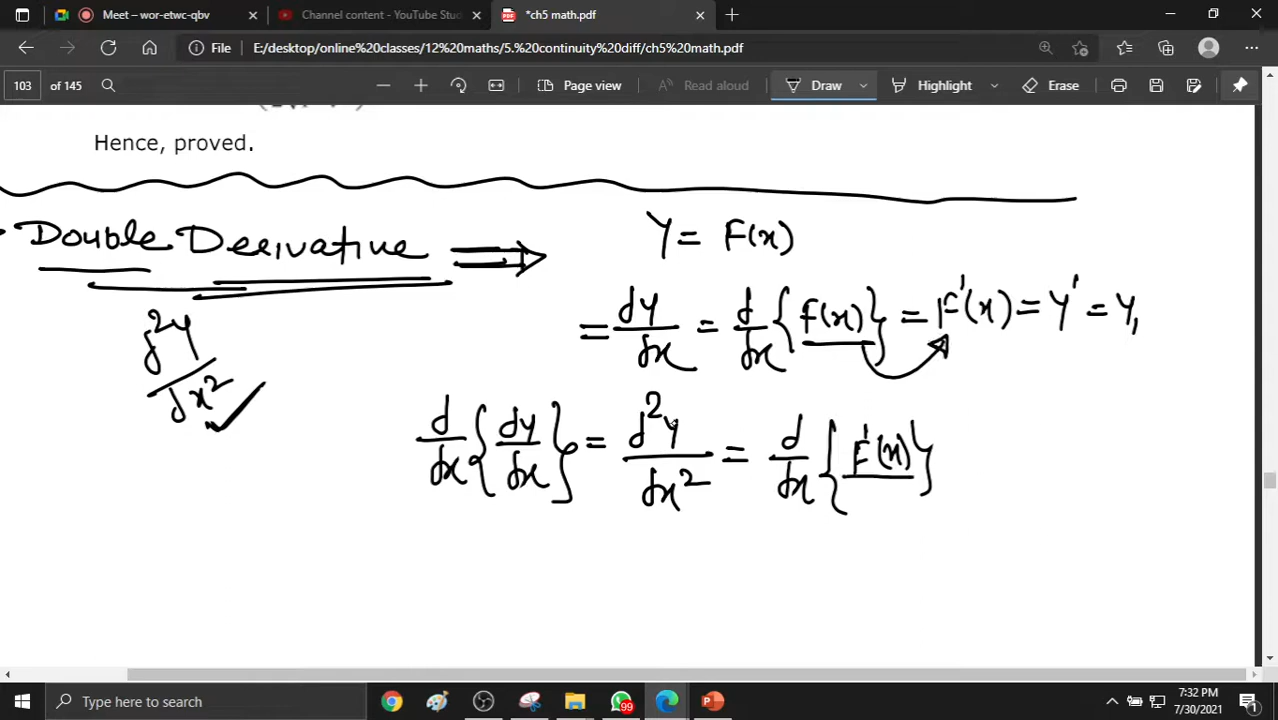 Meet – wor-etwc-qbv
Channel content - YouTube Stud
*ch5 math.pdf
File
E:/desktop/online%20classes/12%20maths/5.%20continuity%20diff/ch5%20math.pdf
103 of 145
Page view
Read aloud
Draw
Highlight
Erase
Hence, proved.
Double Derivative ⟹ Y = F(x)
= dy/dx = d/dx {f(x)} = F'(x) = Y' = Y₁
d²y/dx² ✓
d/dx {dy/dx} = d²y/dx² = d/dx {F'(x)}
Type here to search
99
7:32 PM
7/30/2021
1